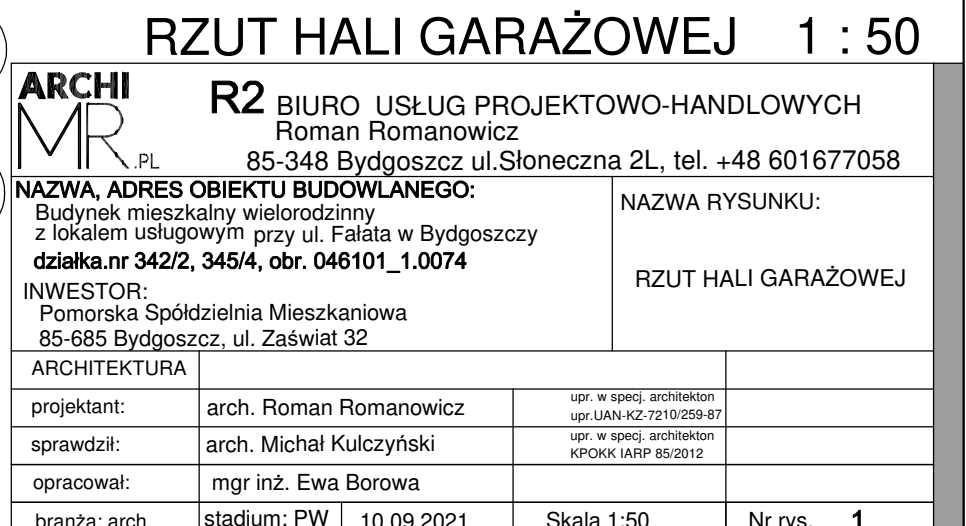 RZUT HALI GARAŻOWEJ 1 : 50
ARCHI
MR.PL
R2 BIURO USŁUG PROJEKTOWO-HANDLOWYCH
Roman Romanowicz
85-348 Bydgoszcz ul.Słoneczna 2L, tel. +48 601677058
NAZWA, ADRES OBIEKTU BUDOWLANEGO:
Budynek mieszkalny wielorodzinny
z lokalem usługowym przy ul. Fałata w Bydgoszczy
działka.nr 342/2, 345/4, obr. 046101_1.0074
INWESTOR:
Pomorska Spółdzielnia Mieszkaniowa
85-685 Bydgoszcz, ul. Zaświat 32
NAZWA RYSUNKU:
RZUT HALI GARAŻOWEJ
ARCHITEKTURA
projektant: arch. Roman Romanowicz
upr. w specj. architekton
upr.UAN-KZ-7210/259-87
sprawdził: arch. Michał Kulczyński
upr. w specj. architekton
KPOKK IARP 85/2012
opracował: mgr inż. Ewa Borowa
branża: arch. stadium: PW 10.09.2021 Skala 1:50 Nr rys. 1